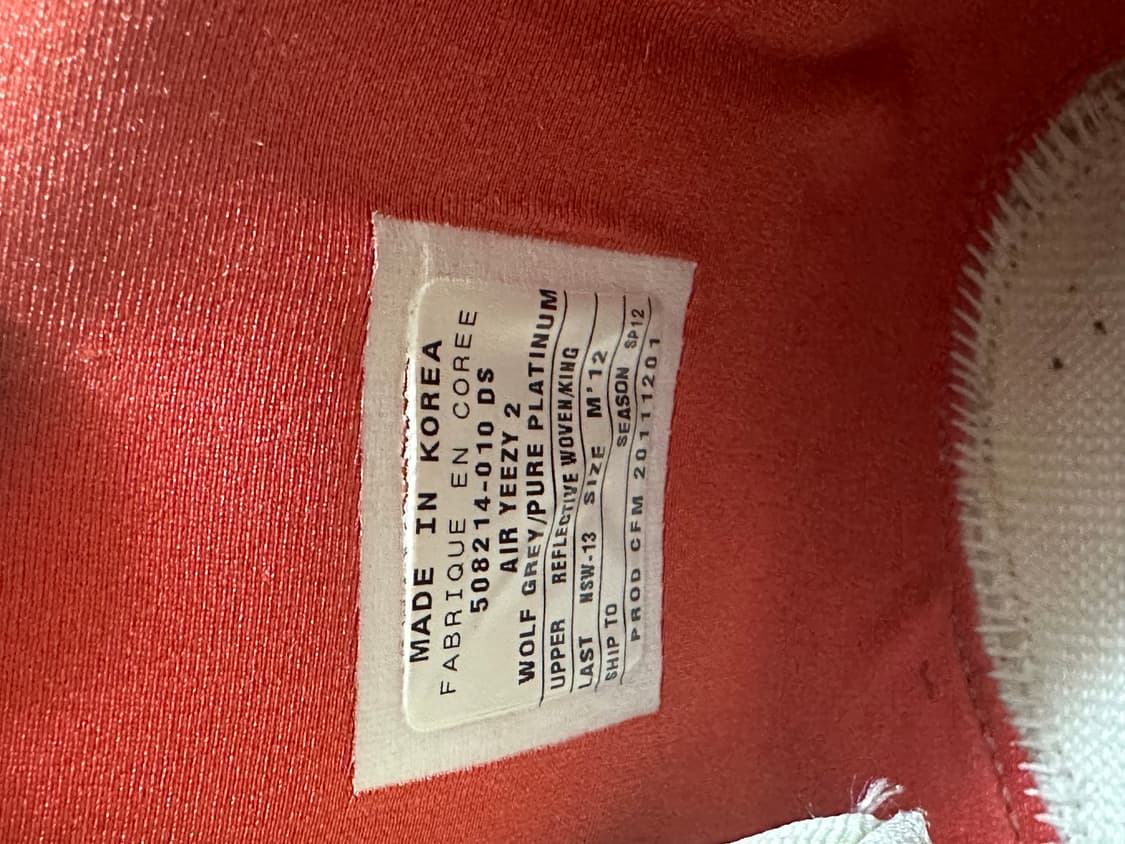 MADE IN KOREA
FABRIQUE EN COREE
508214-010 DS
AIR YEEZY 2
WOLF GREY/PURE PLATINUM
UPPER REFLECTIVE WOVEN/KING
LAST NSW-13 SIZE M'12
SHIP TO SEASON SP12
PROD CFM 20111201